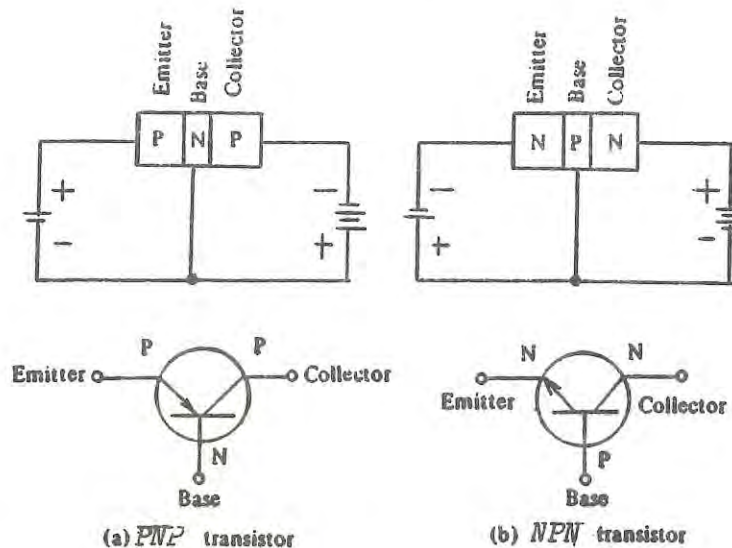 Emitter Base Collector
P N P
+ −
− +
Emitter Base Collector
N P N
− +
+ −
P P
Emitter Collector
N
Base
(a) PNP transistor
N N
Emitter Collector
P
Base
(b) NPN transistor